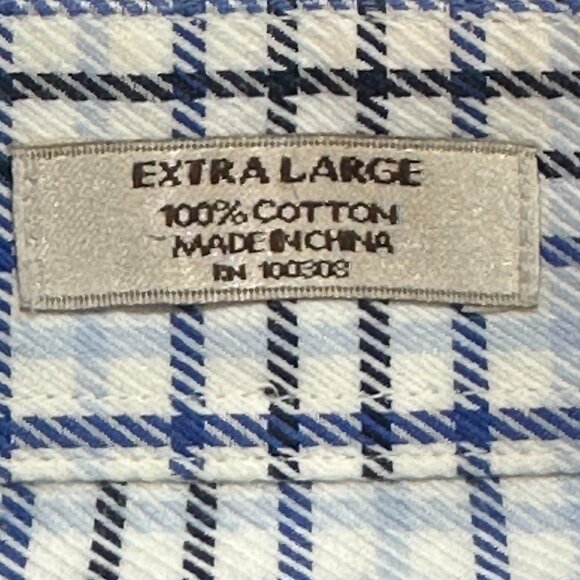 EXTRA LARGE
100% COTTON
MADE IN CHINA
RN 100308